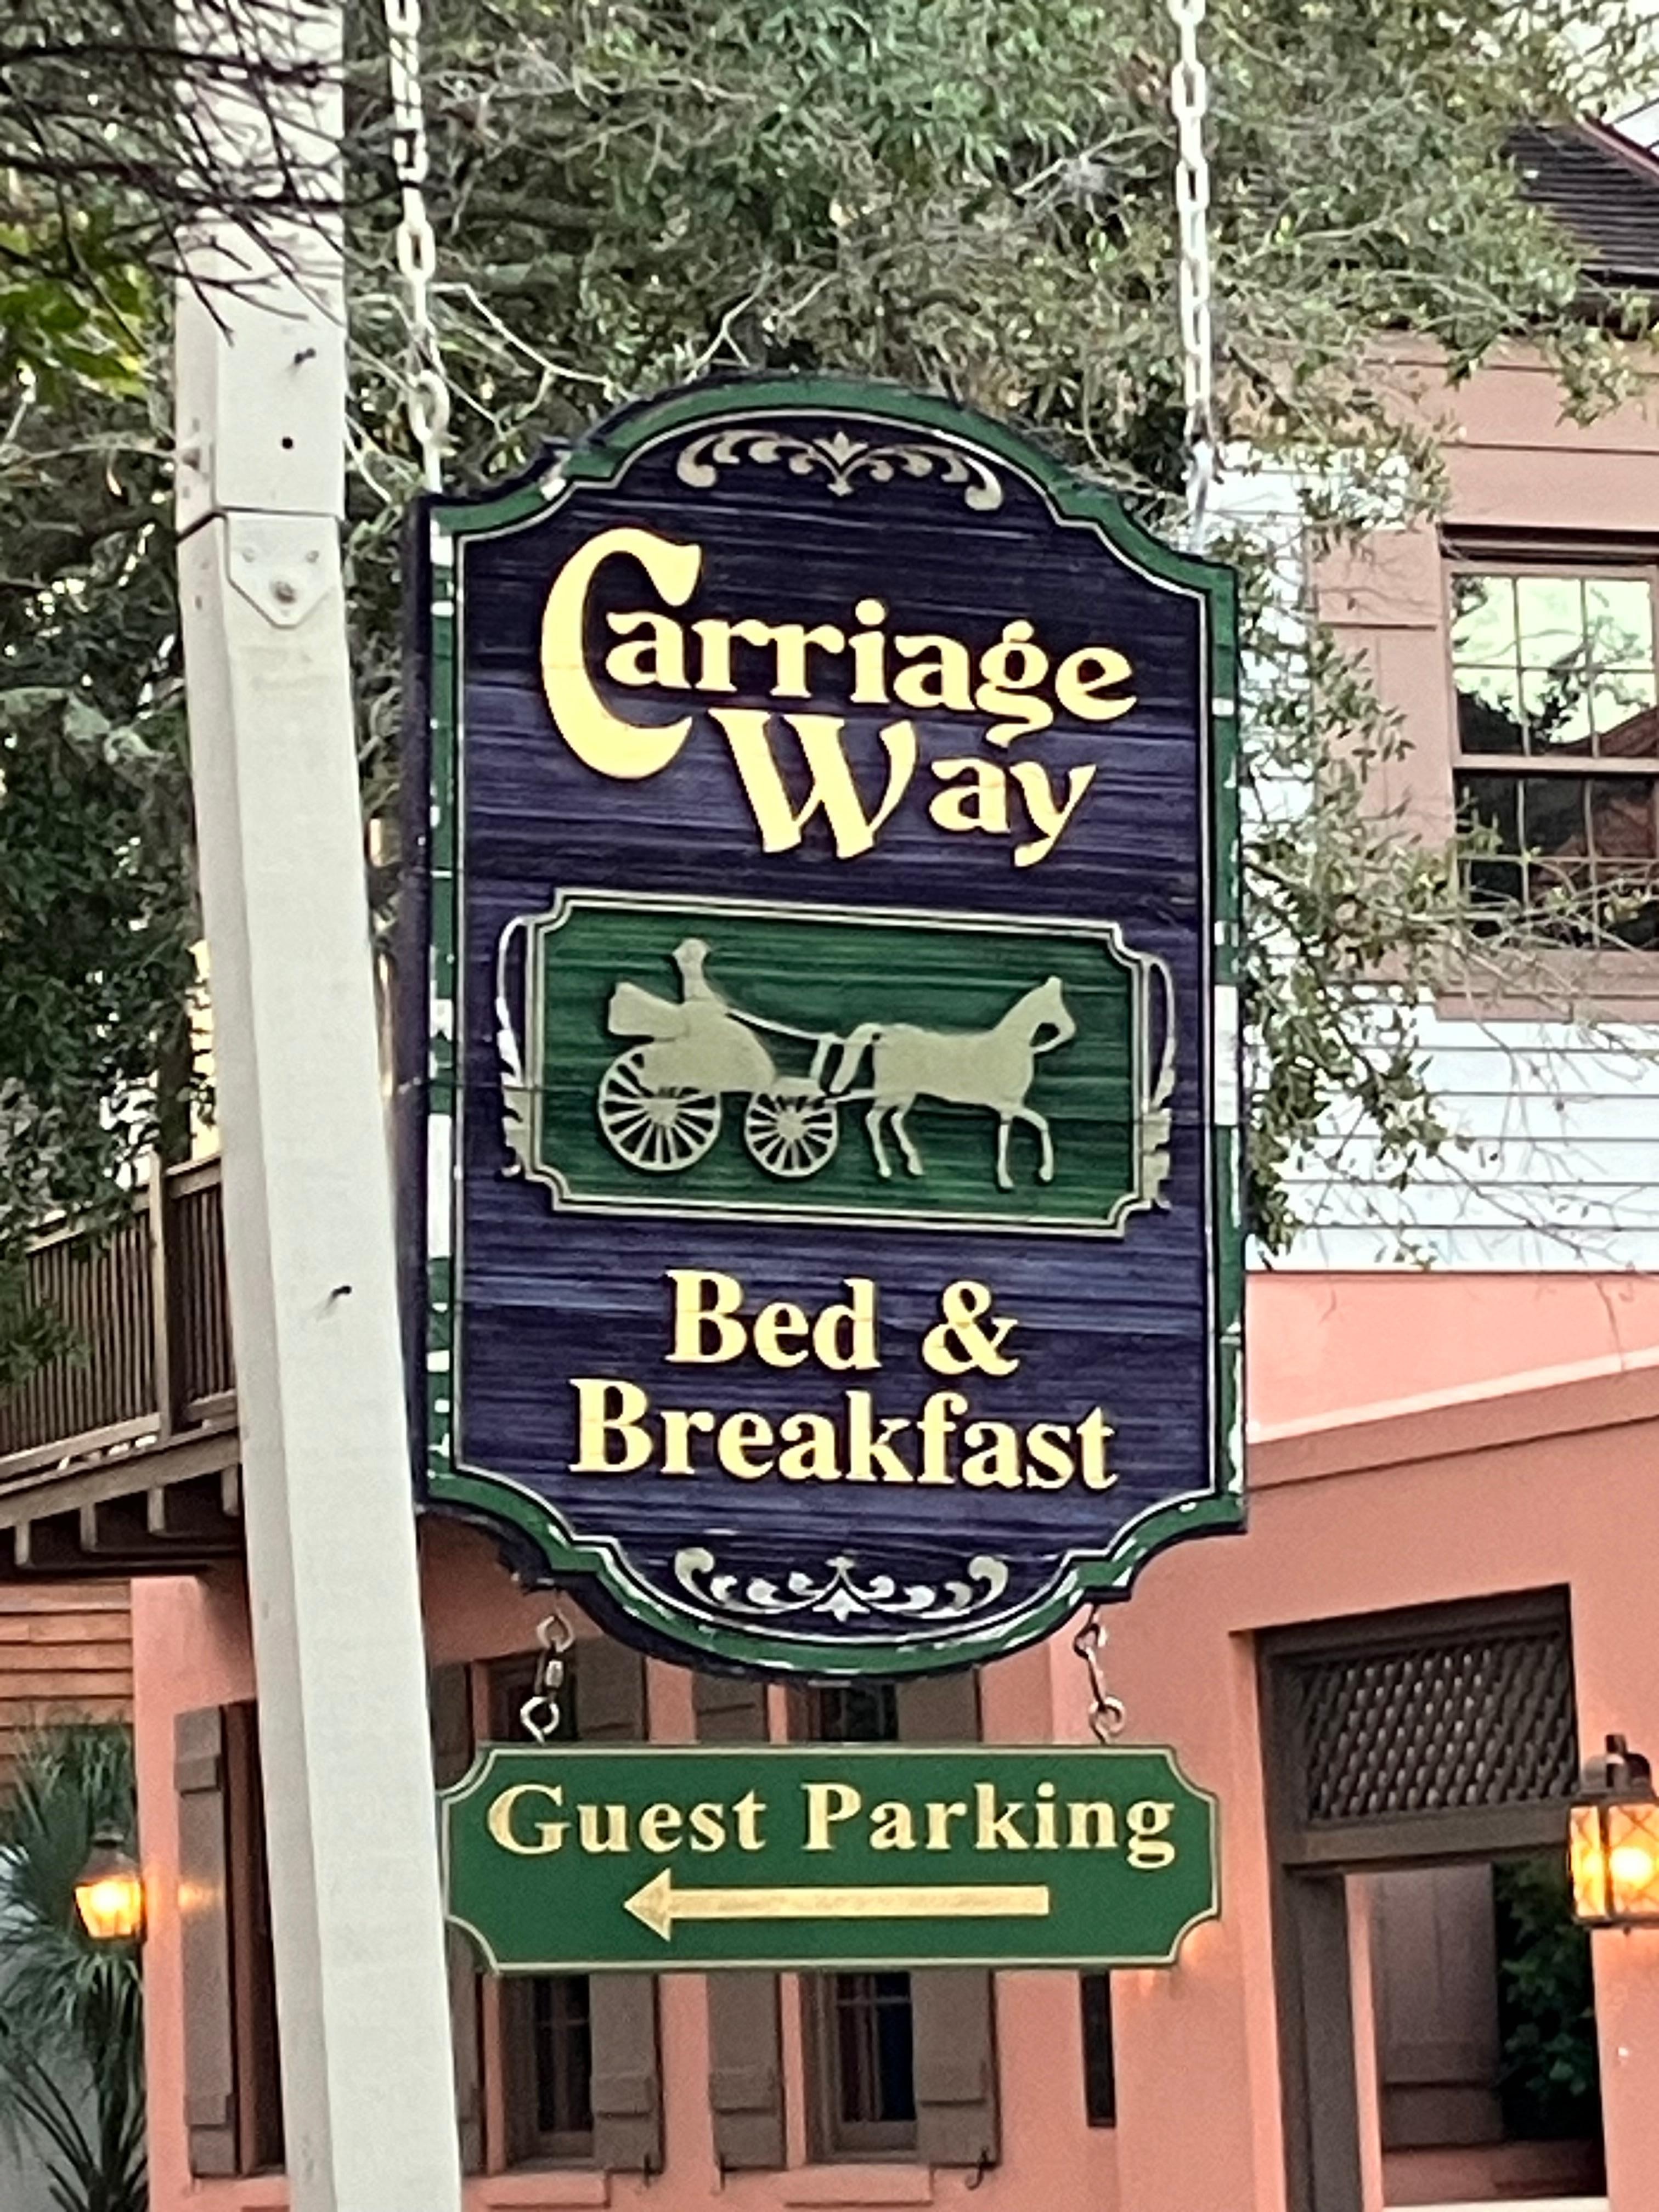 Carriage
Way
Bed &
Breakfast
Guest Parking